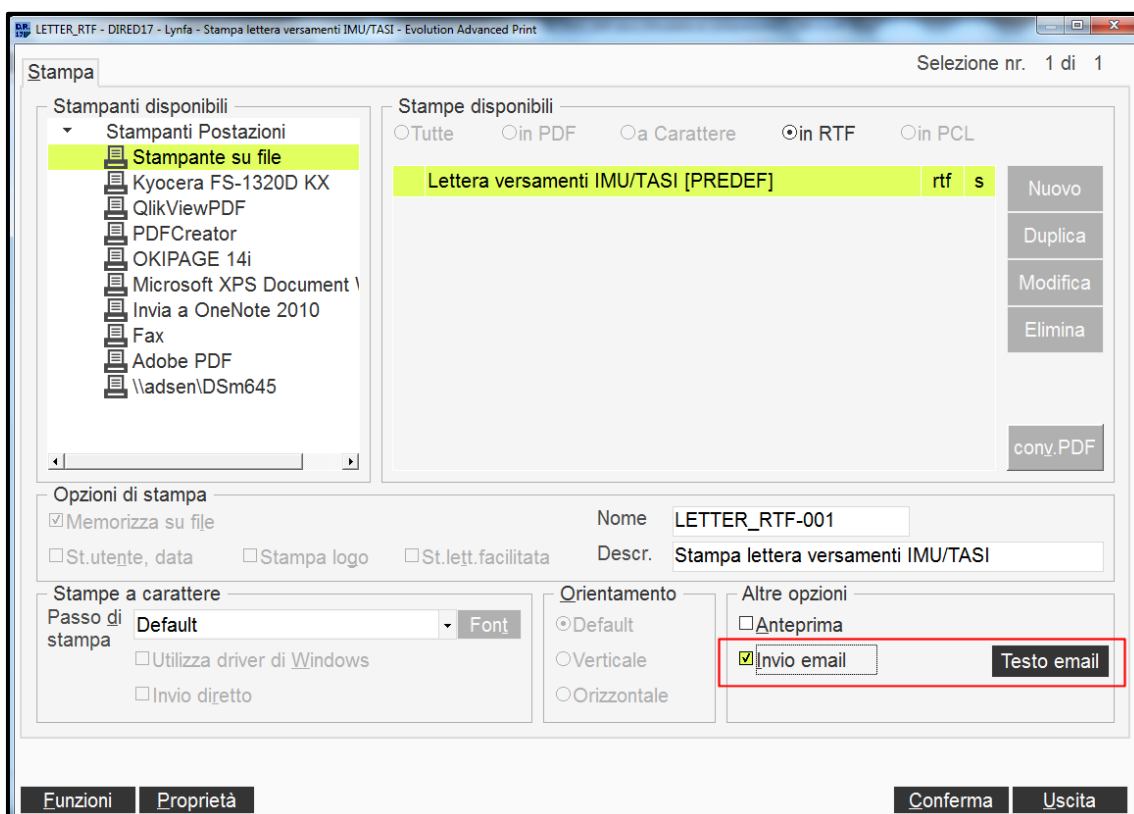 D.R. 17B LETTER_RTF - DIRED17 - Lynfa - Stampa lettera versamenti IMU/TASI - Evolution Advanced Print
Stampa
Selezione nr. 1 di 1
Stampanti disponibili
Stampanti Postazioni
Stampante su file
Kyocera FS-1320D KX
QlikViewPDF
PDFCreator
OKIPAGE 14i
Microsoft XPS Document
Invia a OneNote 2010
Fax
Adobe PDF
\\adsen\DSm645
Stampe disponibili
Tutte in PDF a Carattere in RTF in PCL
Lettera versamenti IMU/TASI [PREDEF] rtf s
Nuovo
Duplica
Modifica
Elimina
conv.PDF
Opzioni di stampa
Memorizza su file
St.utente, data Stampa logo St.lett.facilitata
Nome LETTER_RTF-001
Descr. Stampa lettera versamenti IMU/TASI
Stampe a carattere
Passo di stampa Default Font
Utilizza driver di Windows
Invio diretto
Orientamento
Default
Verticale
Orizzontale
Altre opzioni
Anteprima
Invio email Testo email
Funzioni Proprietà Conferma Uscita